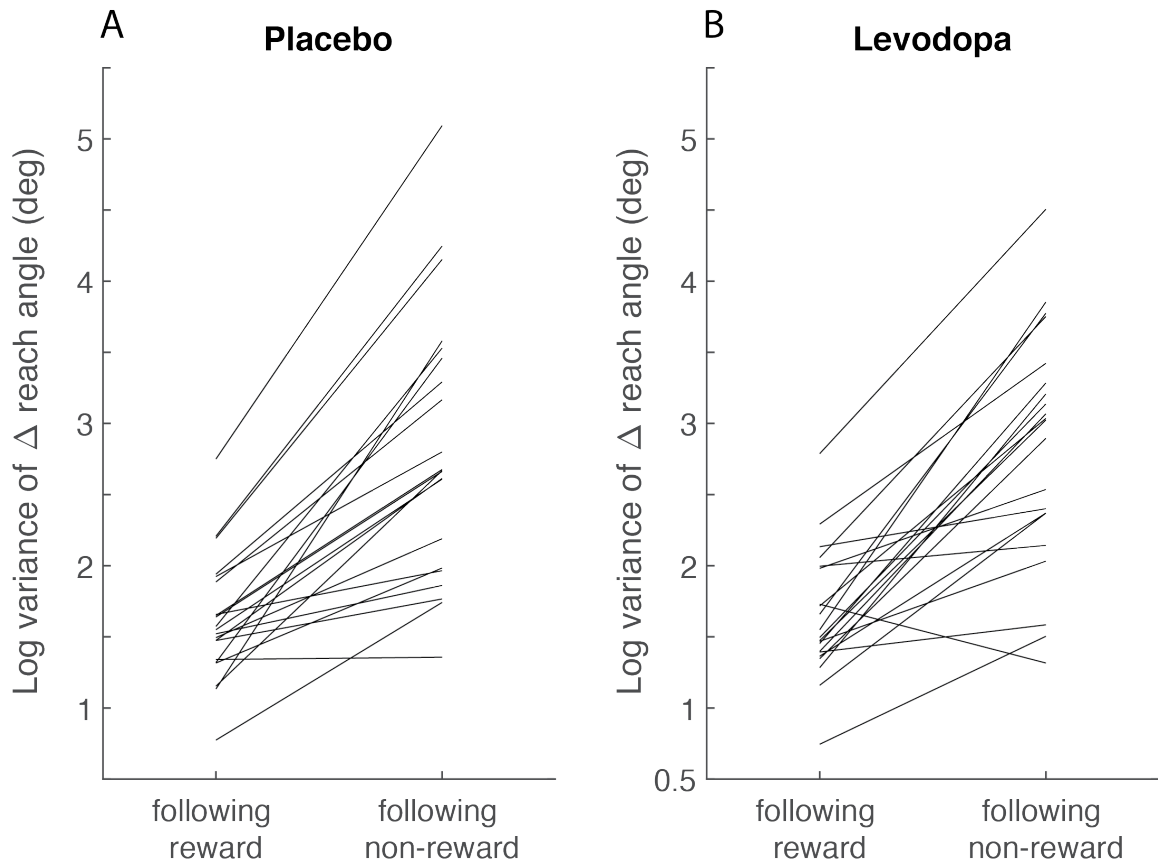 A
Placebo
Log variance of Δ reach angle (deg)
5
4
3
2
1
following
reward
following
non-reward
B
Levodopa
Log variance of Δ reach angle (deg)
5
4
3
2
1
0.5
following
reward
following
non-reward